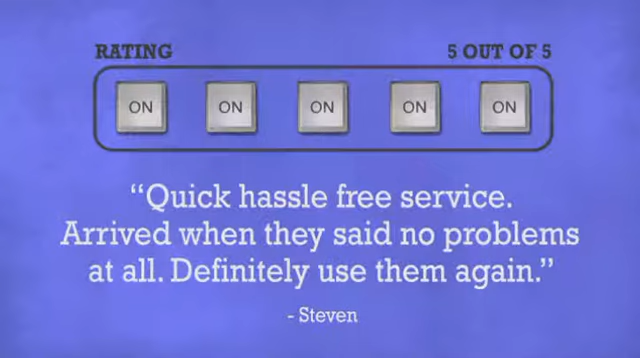 RATING 5 OUT OF 5
ON ON ON ON ON
“Quick hassle free service.
Arrived when they said no problems
at all. Definitely use them again.”
- Steven